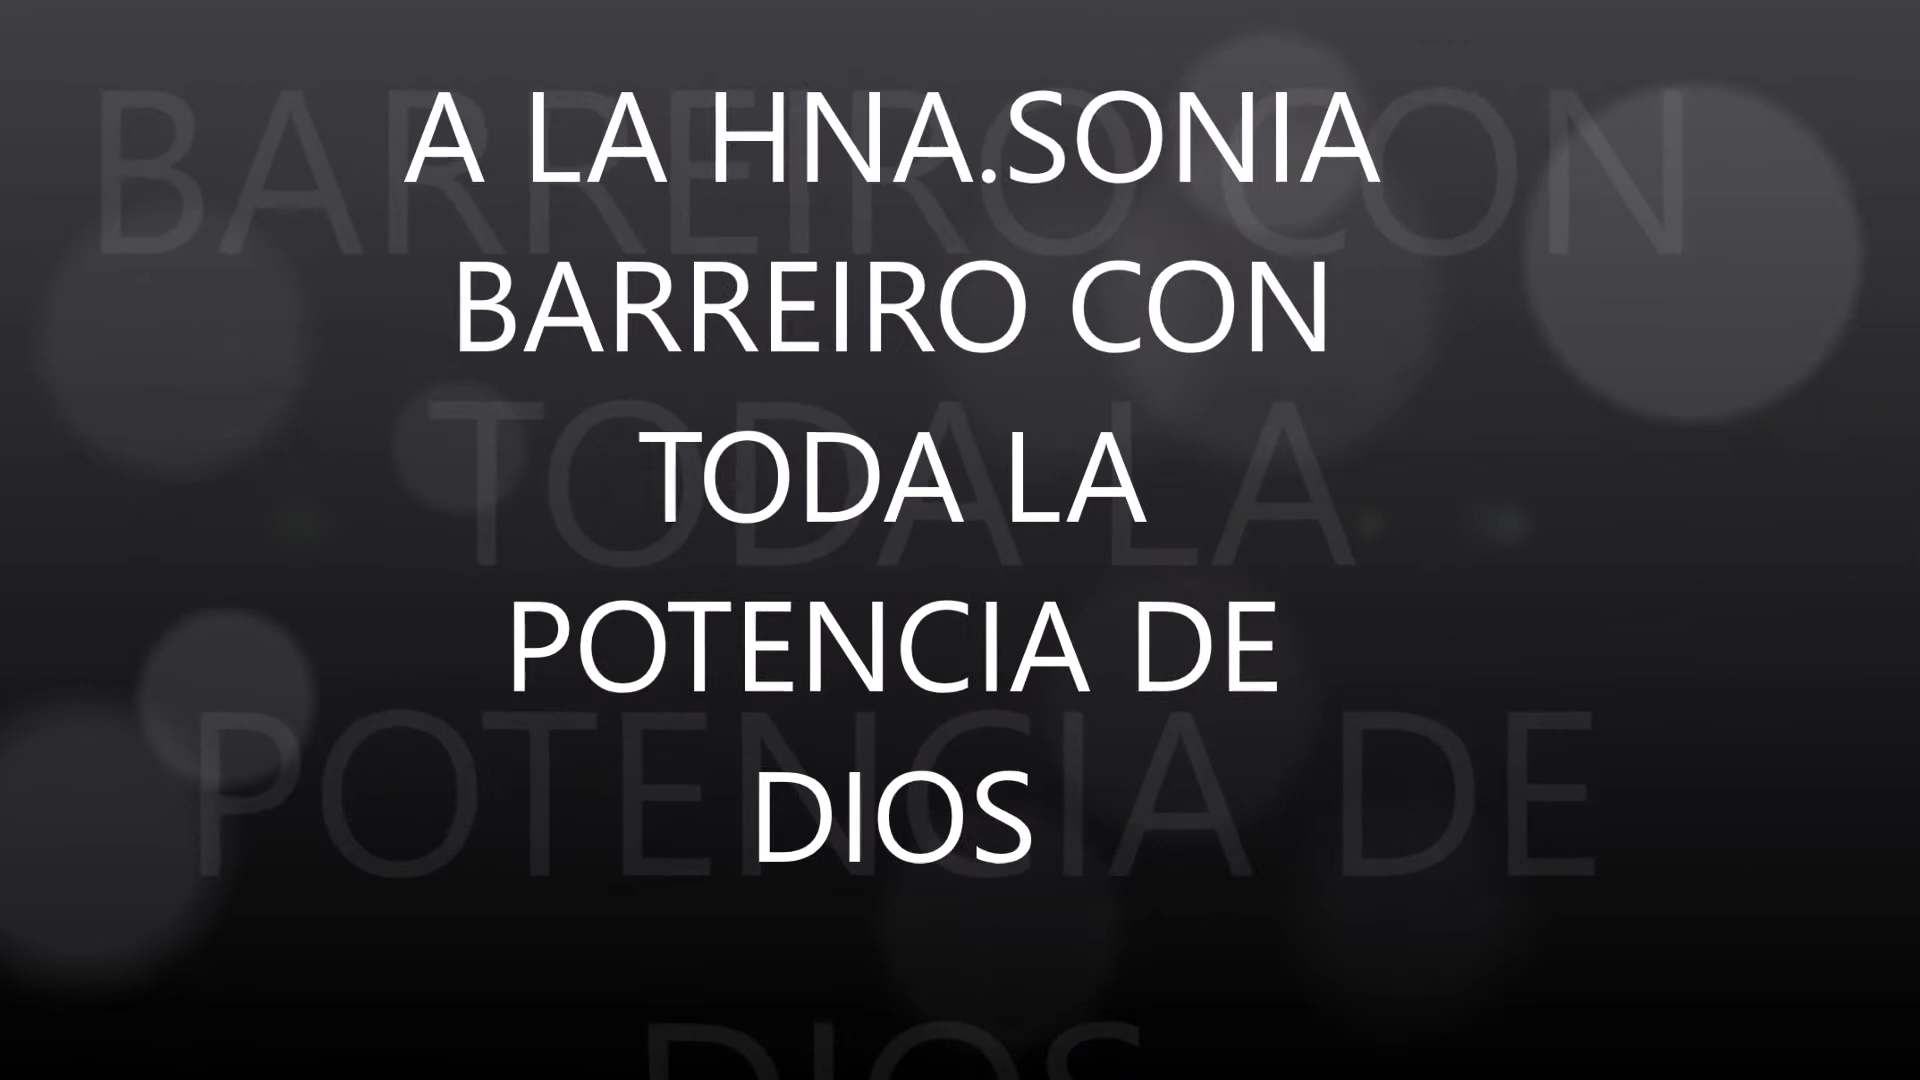 A LA HNA.SONIA
BARREIRO CON
TODA LA
POTENCIA DE
DIOS